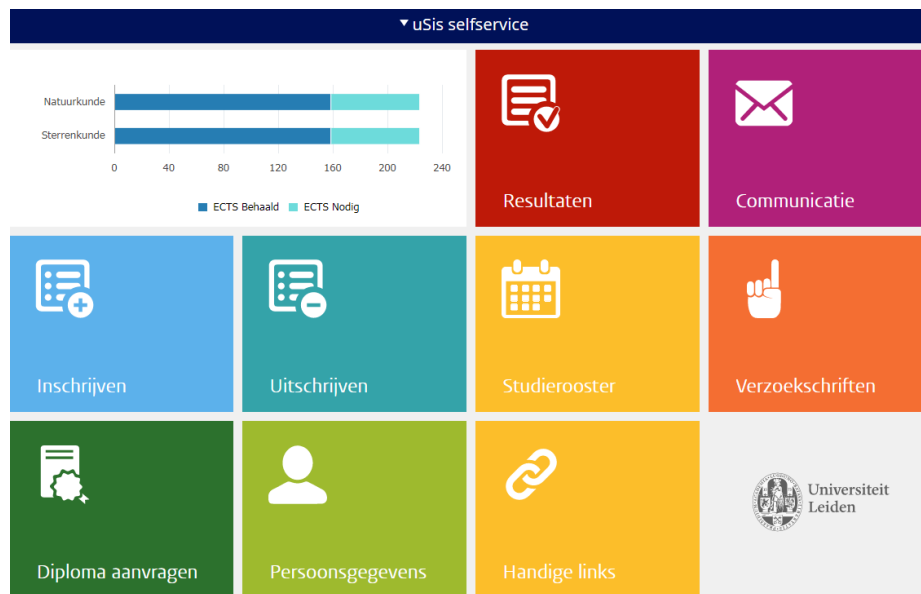 uSis selfservice
Natuurkunde
Sterrenkunde
0 40 80 120 160 200 240
ECTS Behaald ECTS Nodig
Resultaten
Communicatie
Inschrijven
Uitschrijven
Studierooster
Verzoekschriften
Diploma aanvragen
Persoonsgegevens
Handige links
Universiteit
Leiden